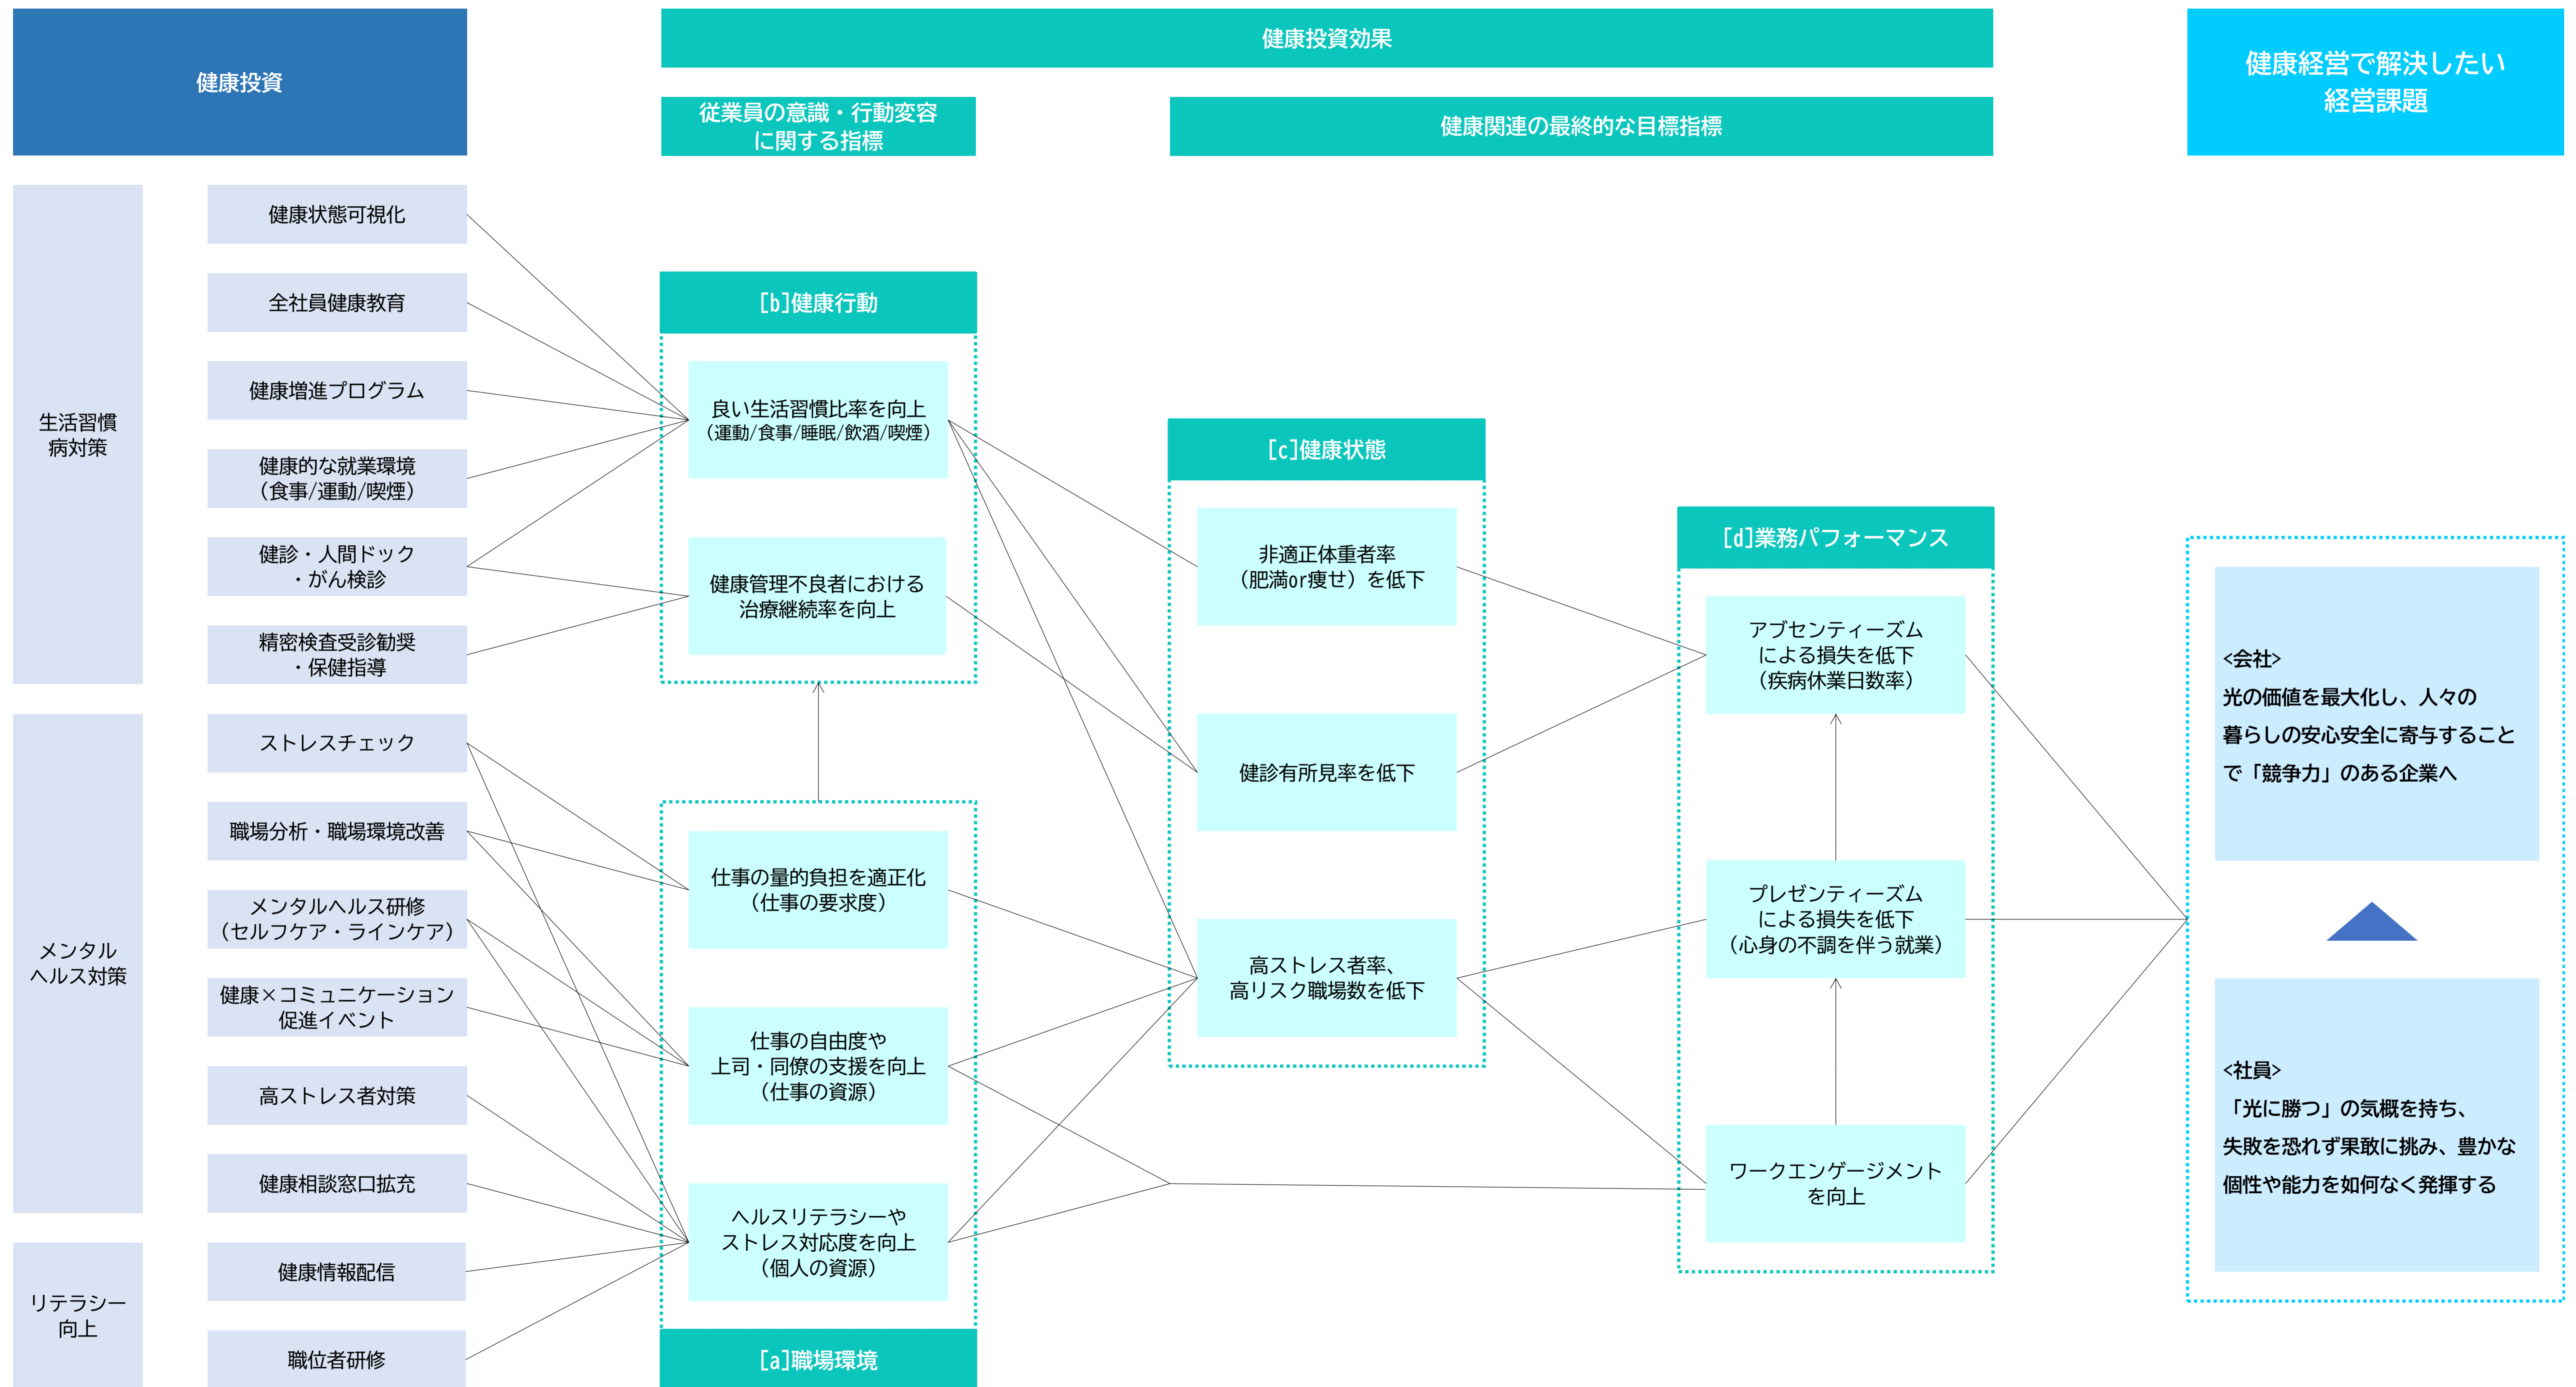 健康投資
健康投資効果
従業員の意識・行動変容
に関する指標
健康関連の最終的な目標指標
健康経営で解決したい
経営課題
生活習慣
病対策
健康状態可視化
全社員健康教育
健康増進プログラム
健康的な就業環境
（食事/運動/喫煙）
健診・人間ドック
・がん検診
精密検査受診勧奨
・保健指導
メンタル
ヘルス対策
ストレスチェック
職場分析・職場環境改善
メンタルヘルス研修
（セルフケア・ラインケア）
健康×コミュニケーション
促進イベント
高ストレス者対策
健康相談窓口拡充
リテラシー
向上
健康情報配信
職位者研修
[b]健康行動
良い生活習慣比率を向上
（運動/食事/睡眠/飲酒/喫煙）
健康管理不良者における
治療継続率を向上
仕事の量的負担を適正化
（仕事の要求度）
仕事の自由度や
上司・同僚の支援を向上
（仕事の資源）
ヘルスリテラシーや
ストレス対応度を向上
（個人の資源）
[a]職場環境
[c]健康状態
非適正体重者率
（肥満or痩せ）を低下
健診有所見率を低下
高ストレス者率、
高リスク職場数を低下
[d]業務パフォーマンス
アブセンティーズム
による損失を低下
（疾病休業日数率）
プレゼンティーズム
による損失を低下
（心身の不調を伴う就業）
ワークエンゲージメント
を向上
<会社>
光の価値を最大化し、人々の
暮らしの安心安全に寄与すること
で「競争力」のある企業へ
<社員>
「光に勝つ」の気概を持ち、
失敗を恐れず果敢に挑み、豊かな
個性や能力を如何なく発揮する